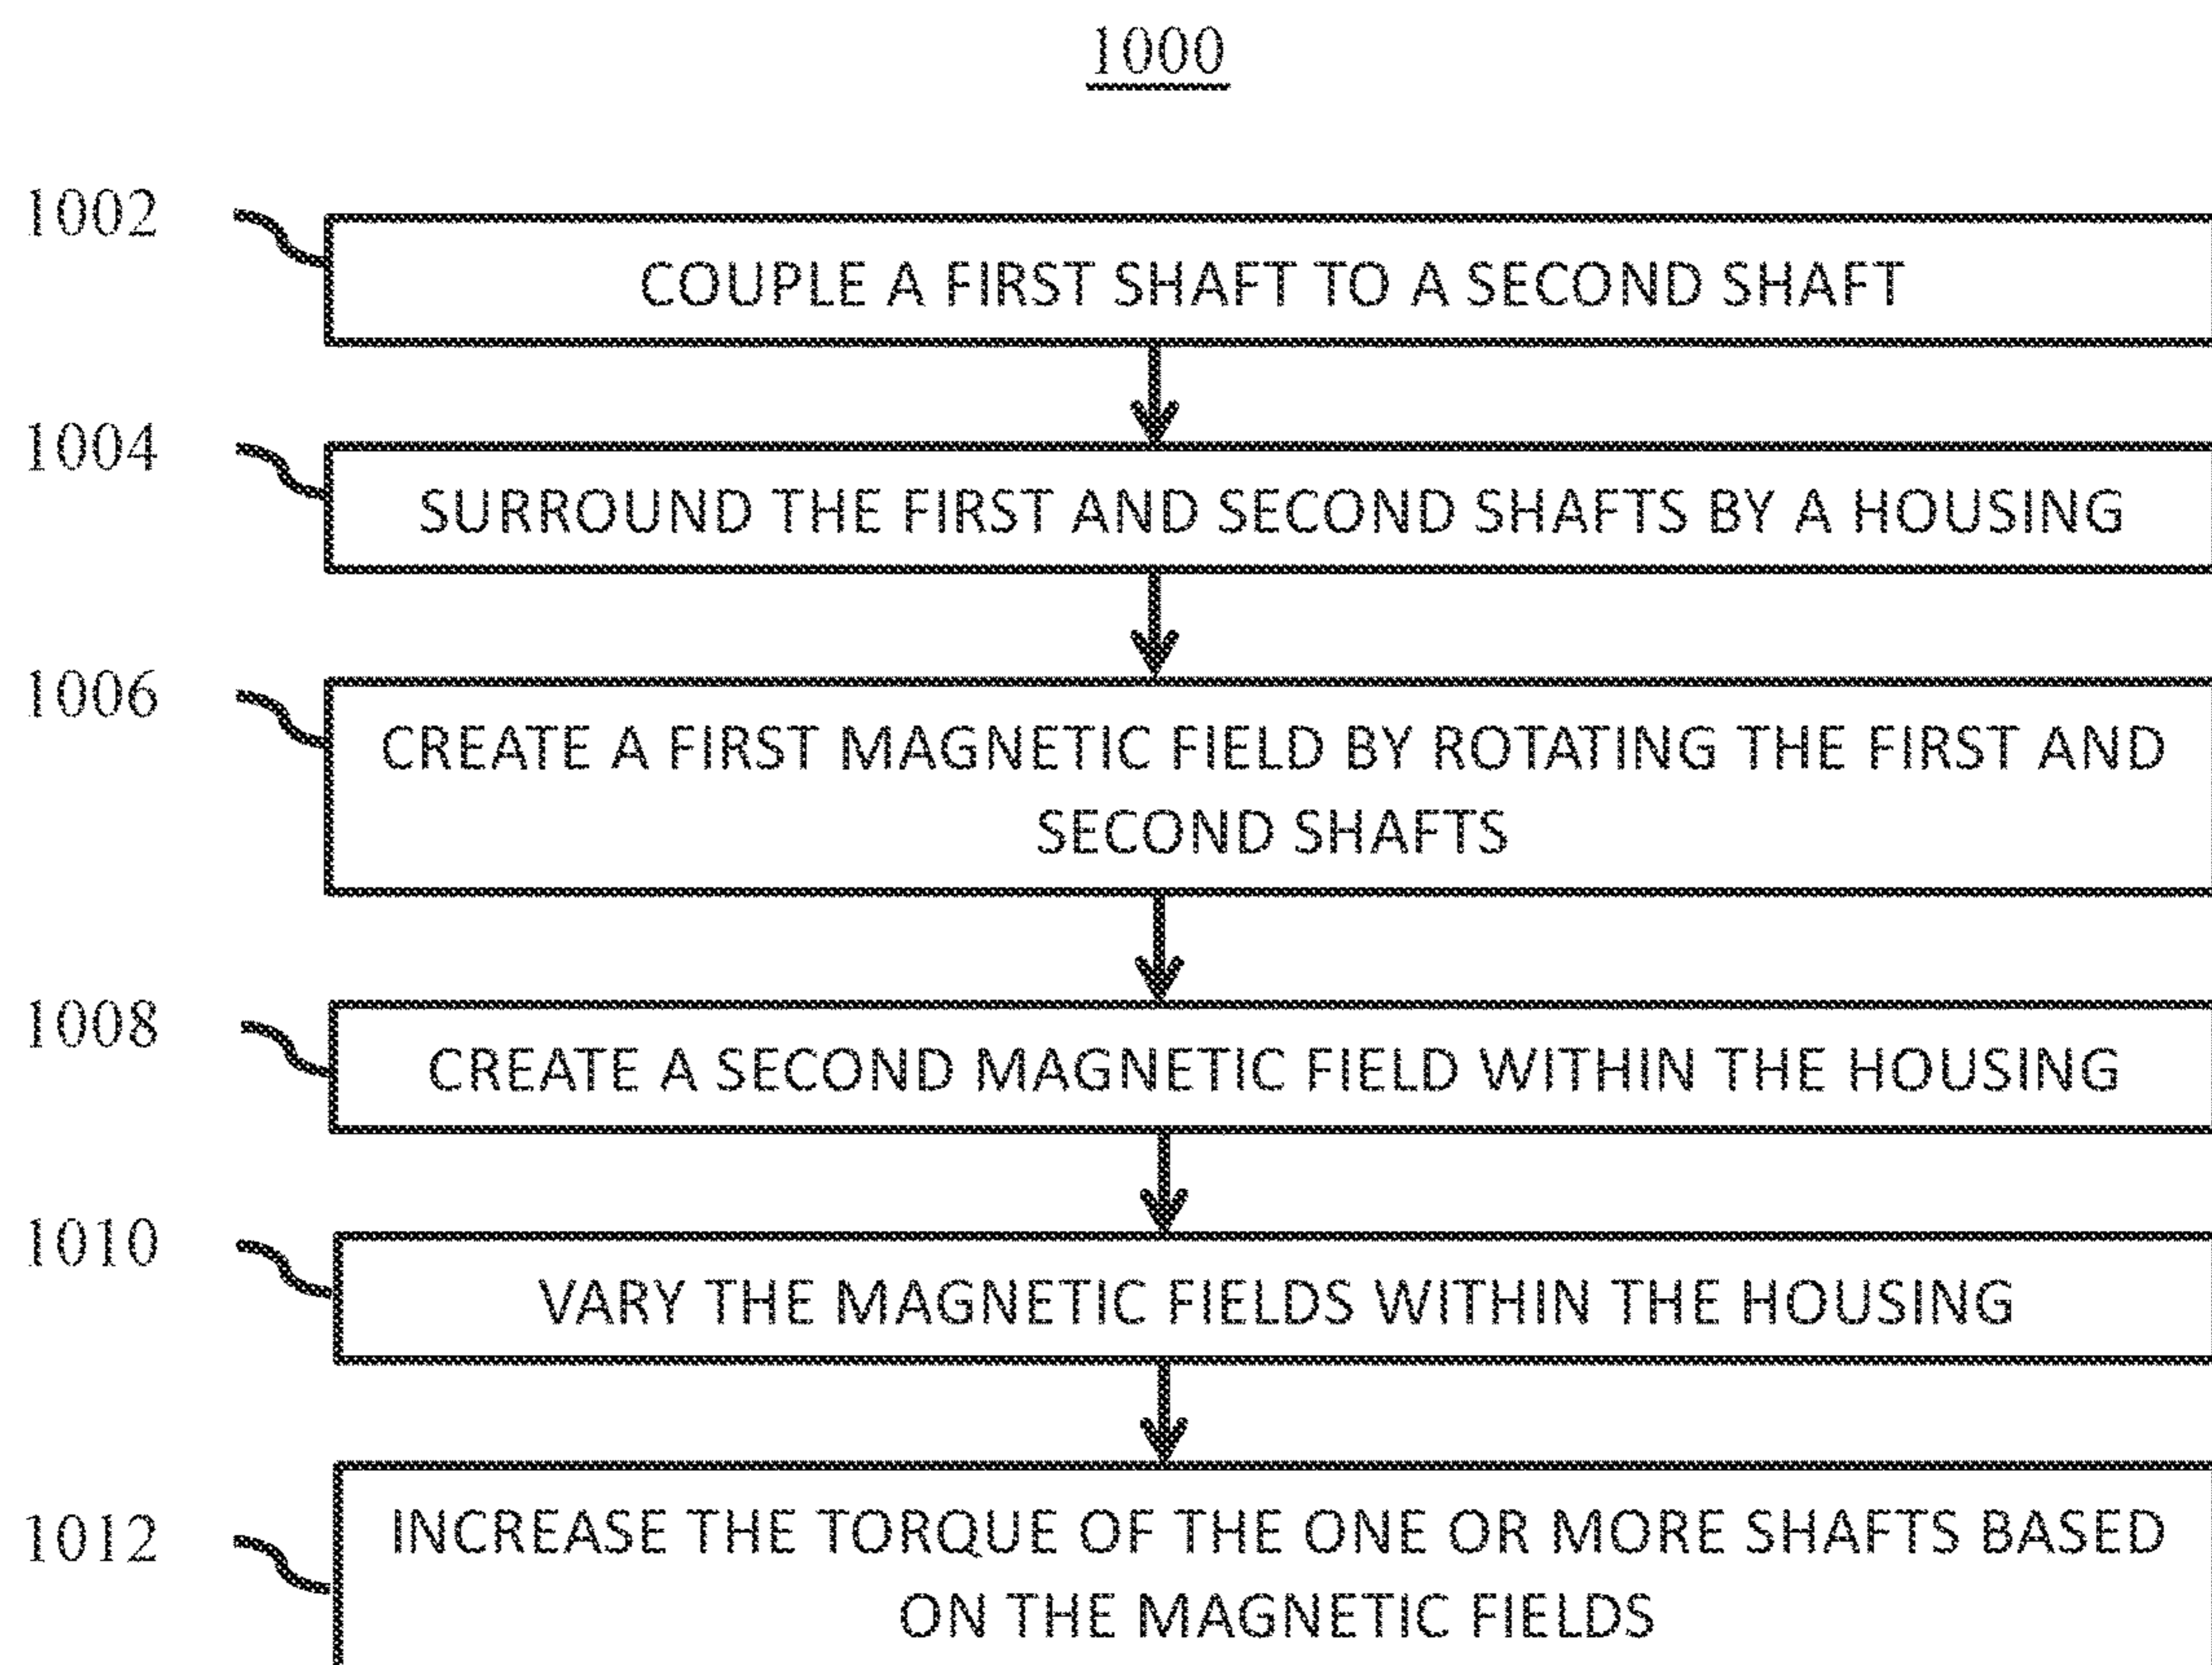 1000
1002
COUPLE A FIRST SHAFT TO A SECOND SHAFT
1004
SURROUND THE FIRST AND SECOND SHAFTS BY A HOUSING
1006
CREATE A FIRST MAGNETIC FIELD BY ROTATING THE FIRST AND
SECOND SHAFTS
1008
CREATE A SECOND MAGNETIC FIELD WITHIN THE HOUSING
1010
VARY THE MAGNETIC FIELDS WITHIN THE HOUSING
1012
INCREASE THE TORQUE OF THE ONE OR MORE SHAFTS BASED
ON THE MAGNETIC FIELDS